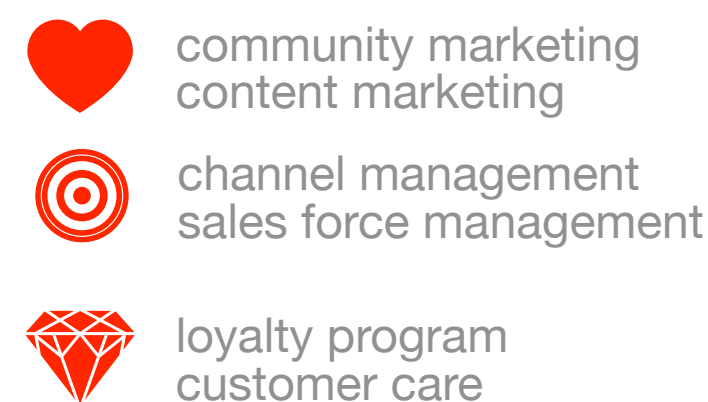 community marketing
content marketing
channel management
sales force management
loyalty program
customer care